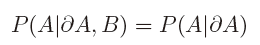 P(A|∂A, B) = P(A|∂A)